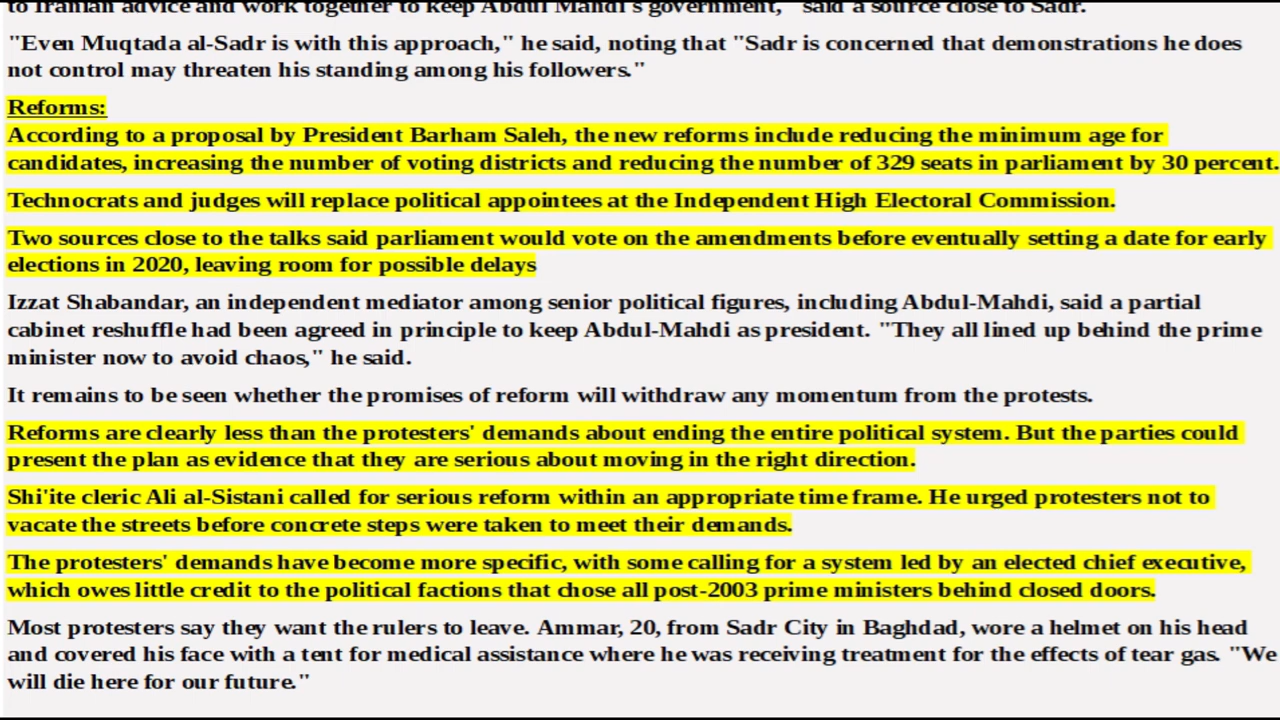 to Iranian advice and work together to keep Abdul Mahdi's government," said a source close to Sadr.
"Even Muqtada al-Sadr is with this approach," he said, noting that "Sadr is concerned that demonstrations he does
not control may threaten his standing among his followers."
Reforms:
According to a proposal by President Barham Saleh, the new reforms include reducing the minimum age for
candidates, increasing the number of voting districts and reducing the number of 329 seats in parliament by 30 percent.
Technocrats and judges will replace political appointees at the Independent High Electoral Commission.
Two sources close to the talks said parliament would vote on the amendments before eventually setting a date for early
elections in 2020, leaving room for possible delays
Izzat Shabandar, an independent mediator among senior political figures, including Abdul-Mahdi, said a partial
cabinet reshuffle had been agreed in principle to keep Abdul-Mahdi as president. "They all lined up behind the prime
minister now to avoid chaos," he said.
It remains to be seen whether the promises of reform will withdraw any momentum from the protests.
Reforms are clearly less than the protesters' demands about ending the entire political system. But the parties could
present the plan as evidence that they are serious about moving in the right direction.
Shi'ite cleric Ali al-Sistani called for serious reform within an appropriate time frame. He urged protesters not to
vacate the streets before concrete steps were taken to meet their demands.
The protesters' demands have become more specific, with some calling for a system led by an elected chief executive,
which owes little credit to the political factions that chose all post-2003 prime ministers behind closed doors.
Most protesters say they want the rulers to leave. Ammar, 20, from Sadr City in Baghdad, wore a helmet on his head
and covered his face with a tent for medical assistance where he was receiving treatment for the effects of tear gas. "We
will die here for our future."